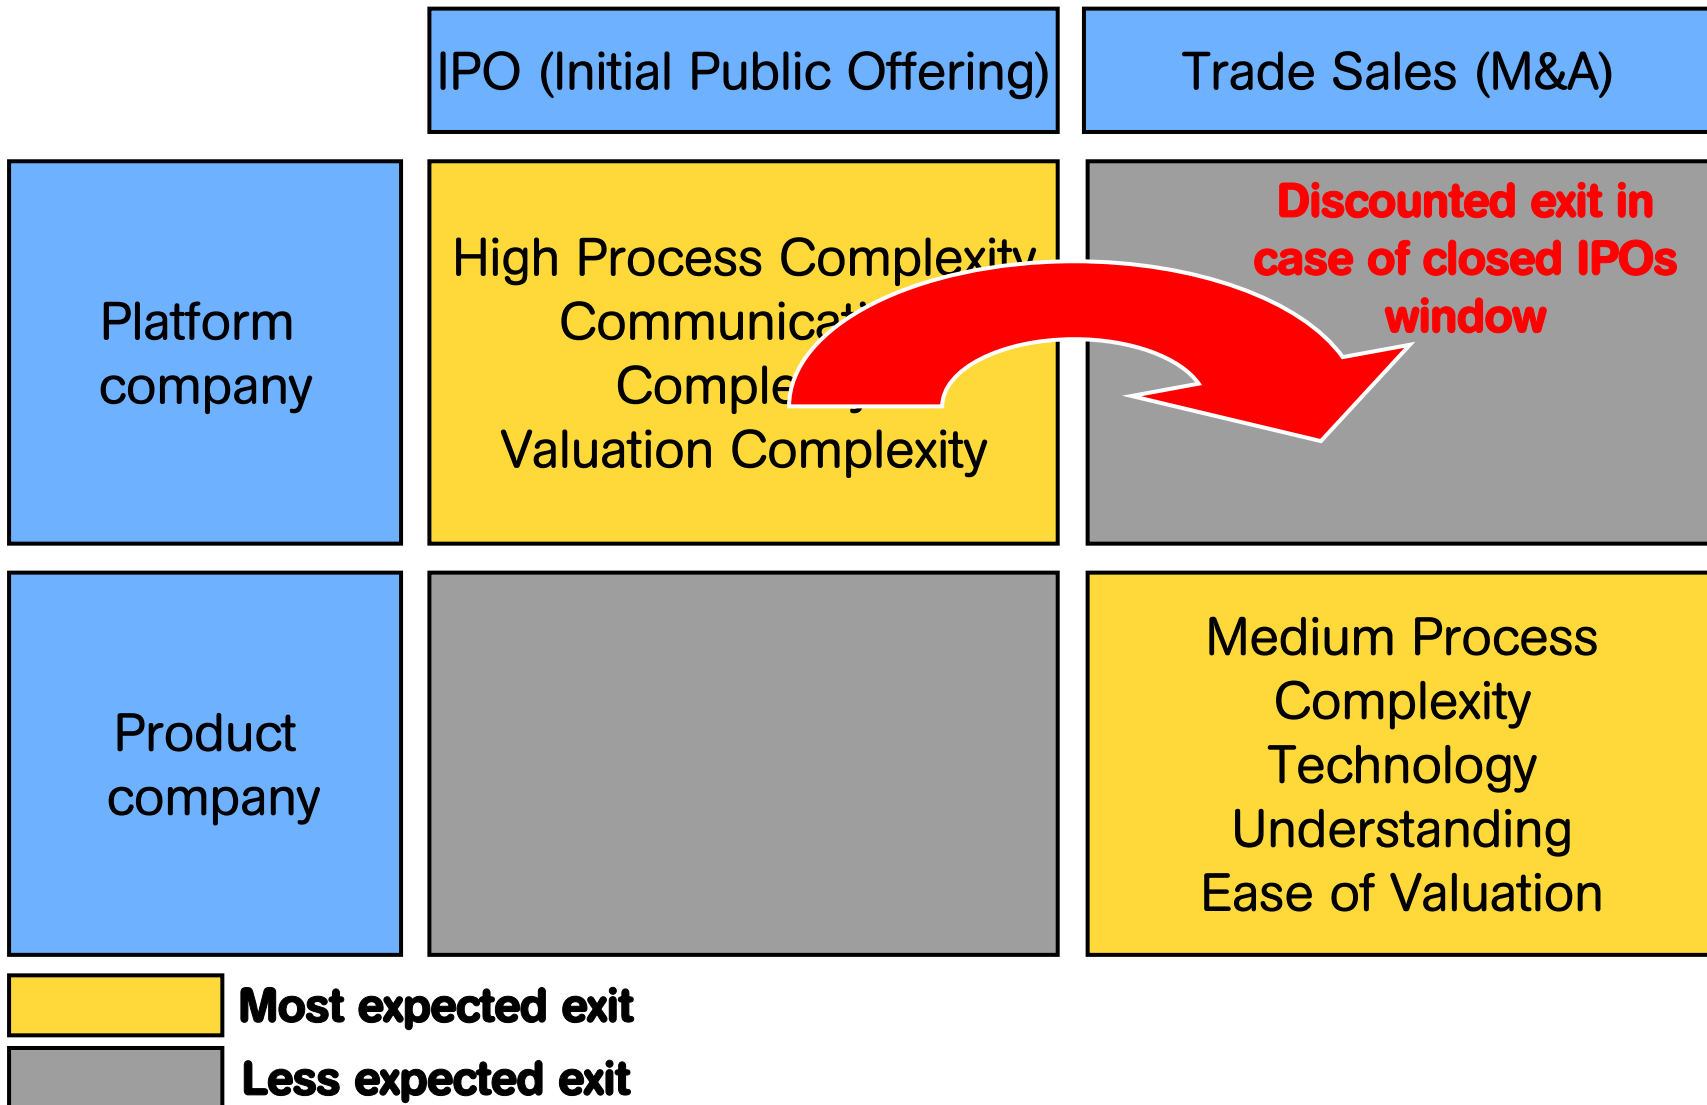 IPO (Initial Public Offering)
Trade Sales (M&A)
Platform
company
High Process Complexity
Valuation Complexity
Discounted exit in
case of closed IPOs
window
Product
company
Medium Process
Complexity
Technology
Understanding
Ease of Valuation
Most expected exit
Less expected exit